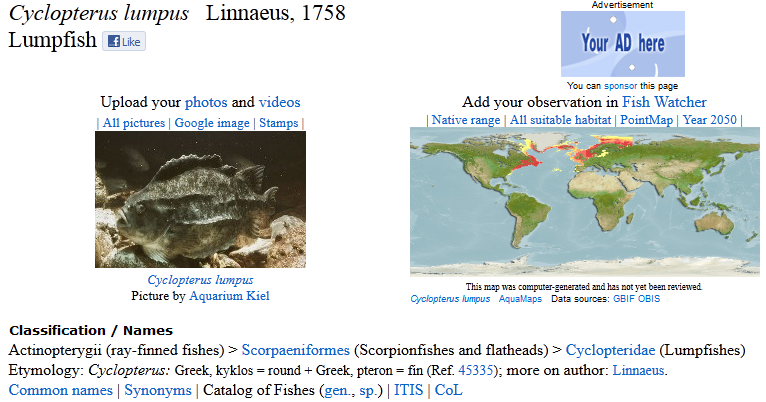 Cyclopterus lumpus Linnaeus, 1758
Lumpfish Like
Advertisement
Your AD here
You can sponsor this page
Upload your photos and videos
| All pictures | Google image | Stamps |
Cyclopterus lumpus
Picture by Aquarium Kiel
Add your observation in Fish Watcher
| Native range | All suitable habitat | PointMap | Year 2050 |
This map was computer-generated and has not yet been reviewed.
Cyclopterus lumpus AquaMaps Data sources: GBIF OBIS
Classification / Names
Actinopterygii (ray-finned fishes) > Scorpaeniformes (Scorpionfishes and flatheads) > Cyclopteridae (Lumpfishes)
Etymology: Cyclopterus: Greek, kyklos = round + Greek, pteron = fin (Ref. 45335); more on author: Linnaeus.
Common names | Synonyms | Catalog of Fishes (gen., sp.) | ITIS | CoL